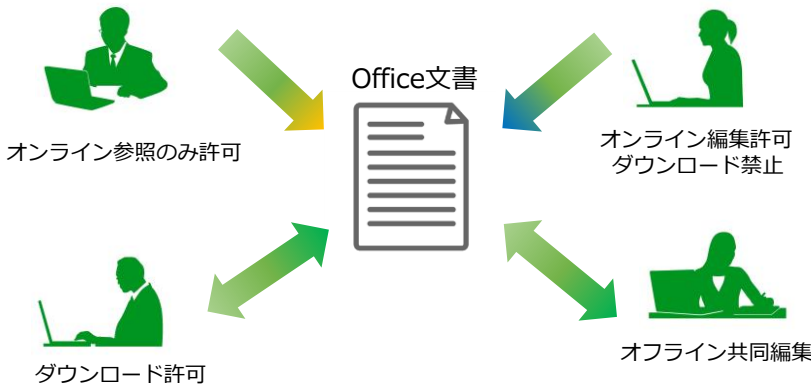 Office文書
オンライン参照のみ許可
オンライン編集許可
ダウンロード禁止
ダウンロード許可
オフライン共同編集